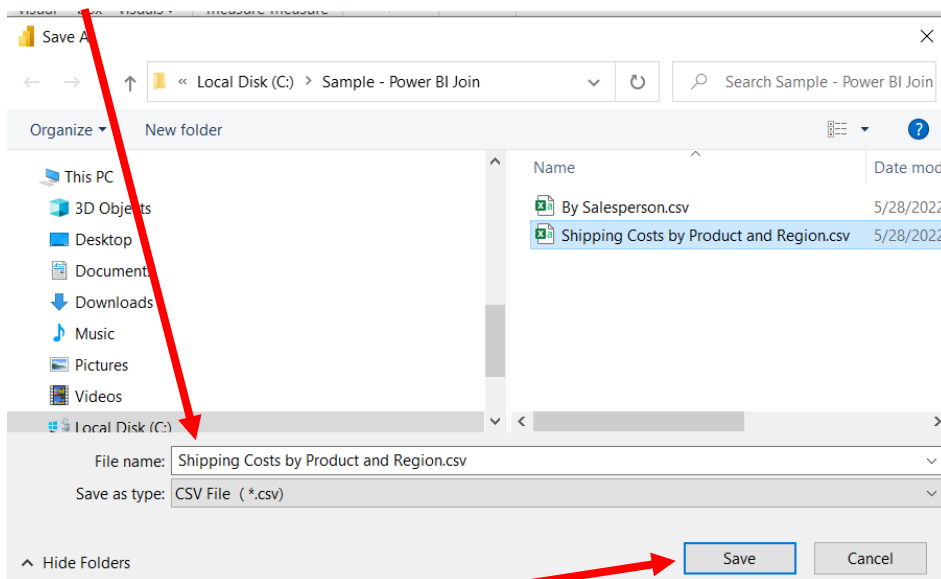 Save A
« Local Disk (C:) > Sample - Power BI Join
Search Sample - Power BI Join
Organize
New folder
?
Name
Date mod
This PC
3D Objects
Desktop
Documents
Downloads
Music
Pictures
Videos
Local Disk (C:)
By Salesperson.csv
5/28/2022
Shipping Costs by Product and Region.csv
5/28/2022
File name:
Shipping Costs by Product and Region.csv
Save as type:
CSV File (*.csv)
Hide Folders
Save
Cancel